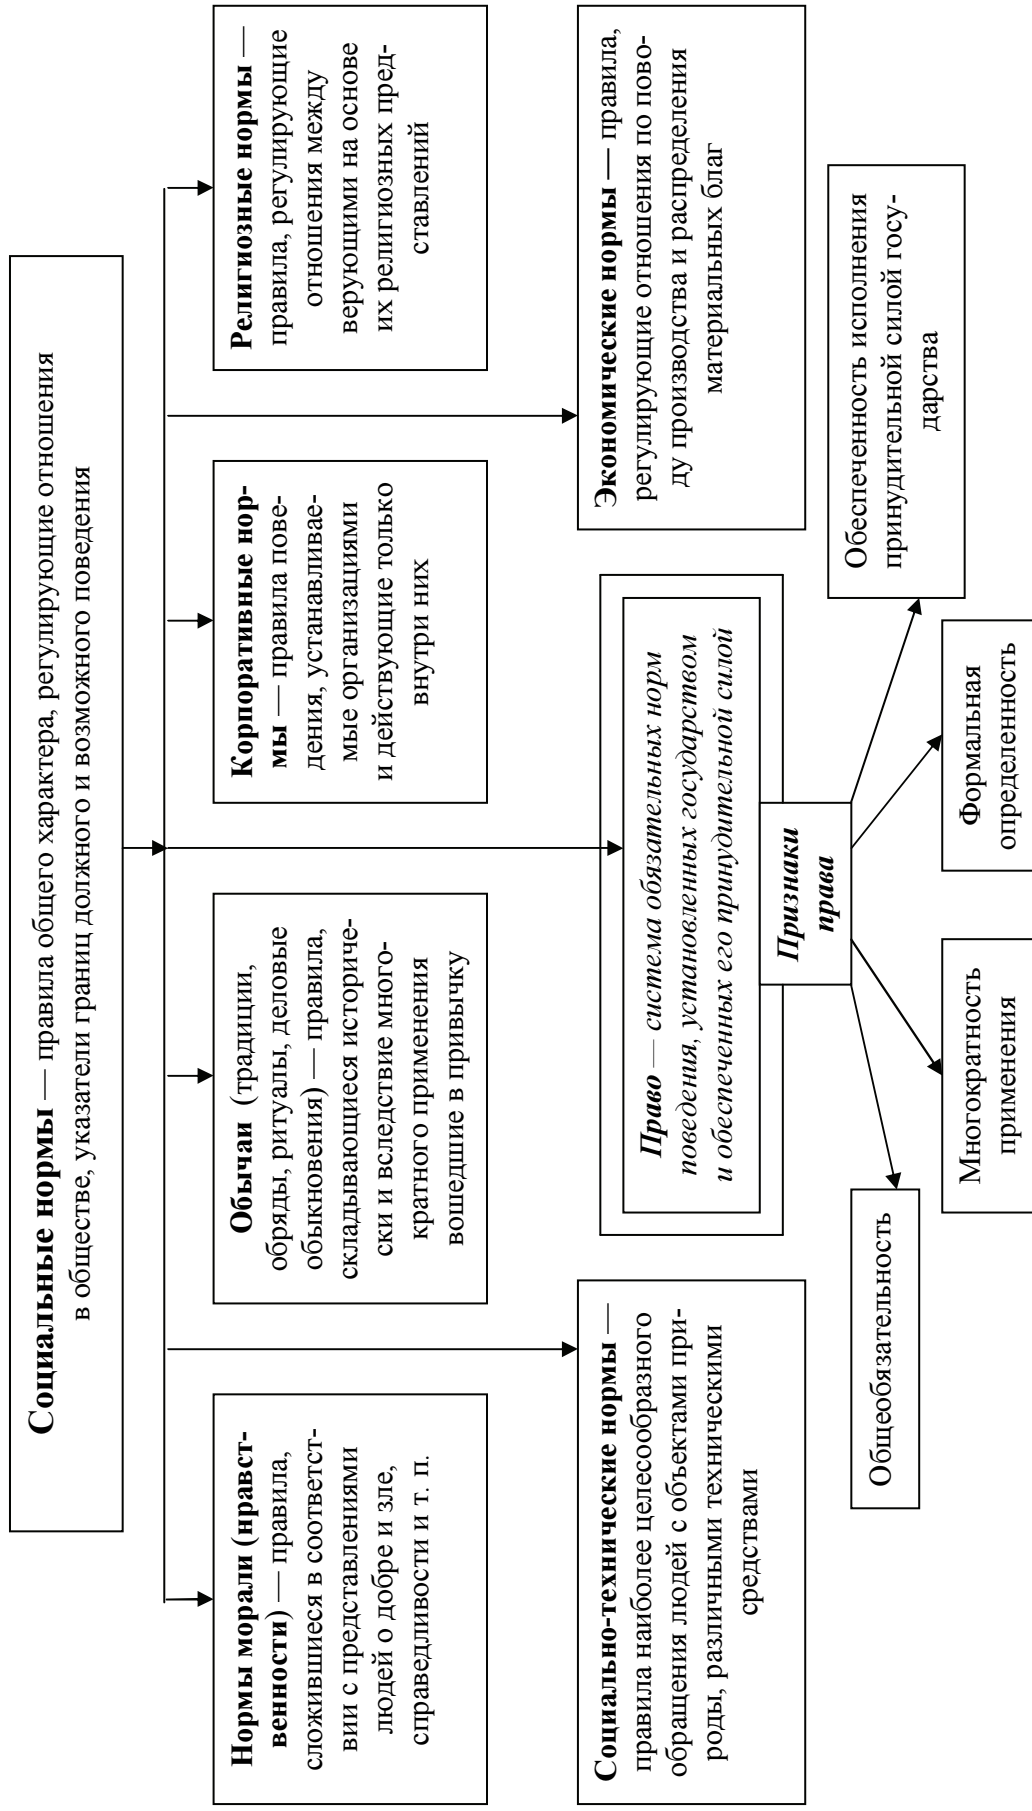 Социальные нормы — правила общего характера, регулирующие отношения
в обществе, указатели границ должного и возможного поведения
Нормы морали (нравст-
венности) — правила,
сложившиеся в соответст-
вии с представлениями
людей о добре и зле,
справедливости и т. п.
Обычаи (традиции,
обряды, ритуалы, деловые
обыкновения) — правила,
складывающиеся историче-
ски и вследствие много-
кратного применения
вошедшие в привычку
Корпоративные нор-
мы — правила пове-
дения, устанавливае-
мые организациями
и действующие только
внутри них
Религиозные нормы —
правила, регулирующие
отношения между
верующими на основе
их религиозных пред-
ставлений
Социально-технические нормы —
правила наиболее целесообразного
обращения людей с объектами при-
роды, различными техническими
средствами
Право — система обязательных норм
поведения, установленных государством
и обеспеченных его принудительной силой
Экономические нормы — правила,
регулирующие отношения по пово-
ду производства и распределения
материальных благ
Признаки
права
Общеобязательность
Многократность
применения
Формальная
определенность
Обеспеченность исполнения
принудительной силой госу-
дарства